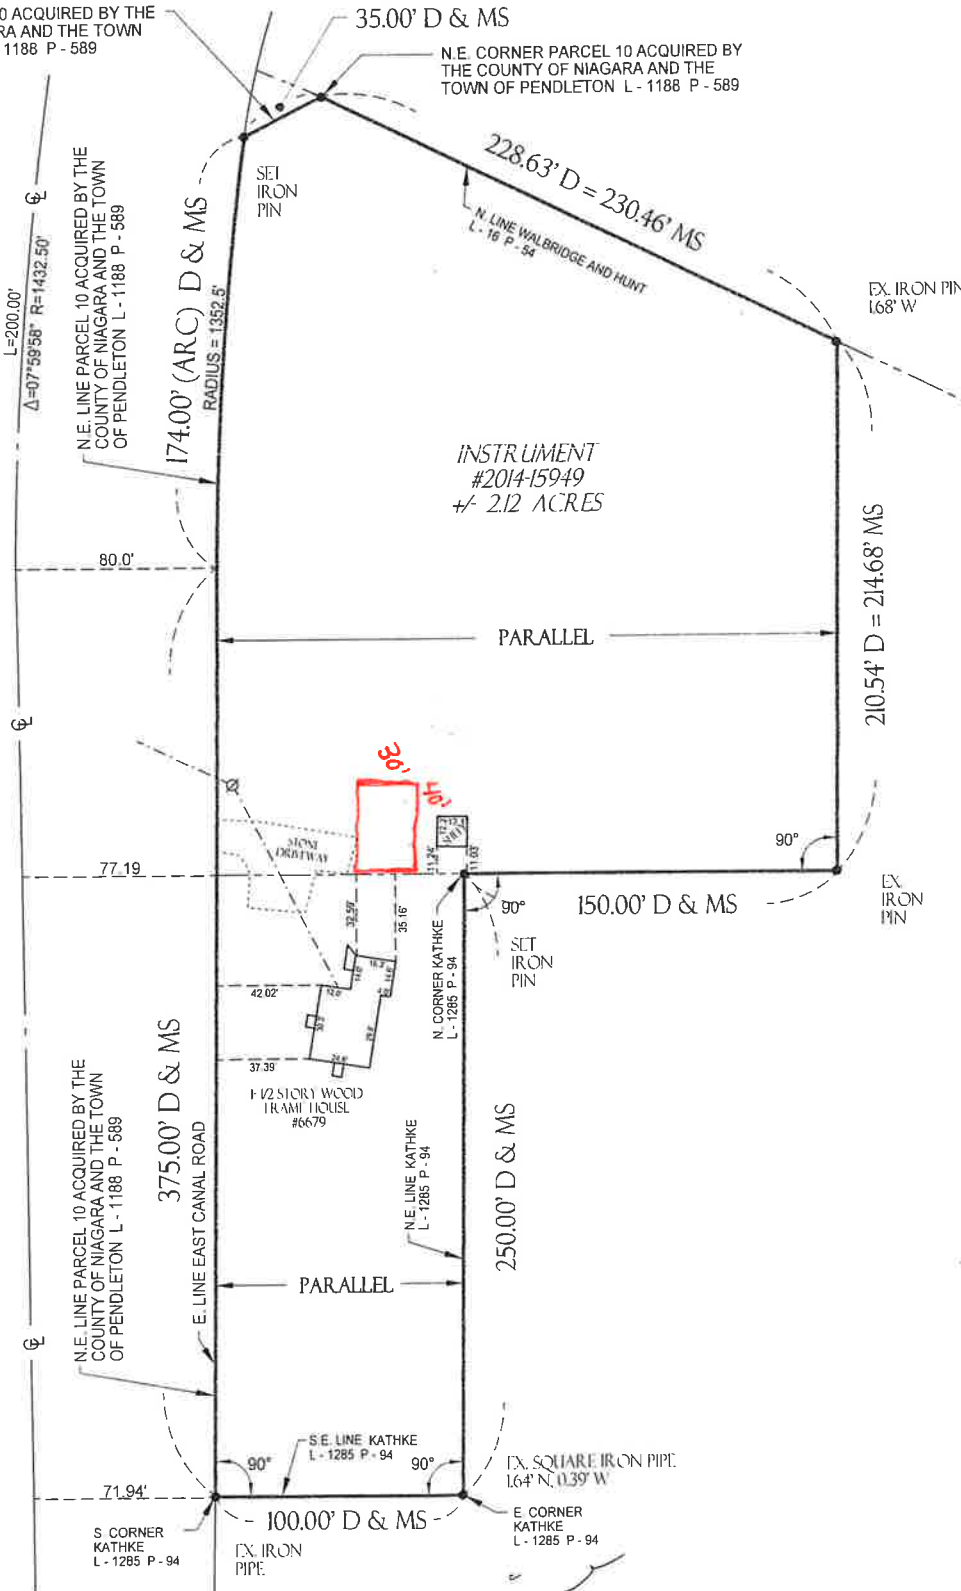 0 ACQUIRED BY THE
RA AND THE TOWN
1188 P - 589
35.00' D & MS
N.E. CORNER PARCEL 10 ACQUIRED BY
THE COUNTY OF NIAGARA AND THE
TOWN OF PENDLETON L - 1188 P - 589
SET
IRON
PIN
228.63' D = 230.46' MS
N. LINE WALBRIDGE AND HUNT
L - 16 P - 54
EX. IRON PIN
1.68' W
L=200.00'
Δ=07°59'58" R=1432.50'
N.E. LINE PARCEL 10 ACQUIRED BY THE
COUNTY OF NIAGARA AND THE TOWN
OF PENDLETON L - 1188 P - 589
174.00' (ARC) D & MS
RADIUS = 1352.5'
INSTRUMENT
#2014-15949
+/- 2.12 ACRES
80.0'
PARALLEL
210.54' D = 214.68' MS
30'
40'
SHED
11.24'
11.03'
STONE
DRIVEWAY
77.19
90°
150.00' D & MS
EX.
IRON
PIN
90°
SET
IRON
PIN
N. CORNER KATHKE
L - 1285 P - 94
32.59'
35.16'
42.02'
37.39'
1-1/2 STORY WOOD
FRAME HOUSE
#6679
375.00' D & MS
E. LINE EAST CANAL ROAD
N.E. LINE PARCEL 10 ACQUIRED BY THE
COUNTY OF NIAGARA AND THE TOWN
OF PENDLETON L - 1188 P - 589
N.E. LINE KATHKE
L - 1285 P - 94
250.00' D & MS
PARALLEL
S.E. LINE KATHKE
L - 1285 P - 94
90°
90°
EX. SQUARE IRON PIPE
1.64' N, 0.39' W
71.94'
100.00' D & MS
S. CORNER
KATHKE
L - 1285 P - 94
EX. IRON
PIPE
E. CORNER
KATHKE
L - 1285 P - 94